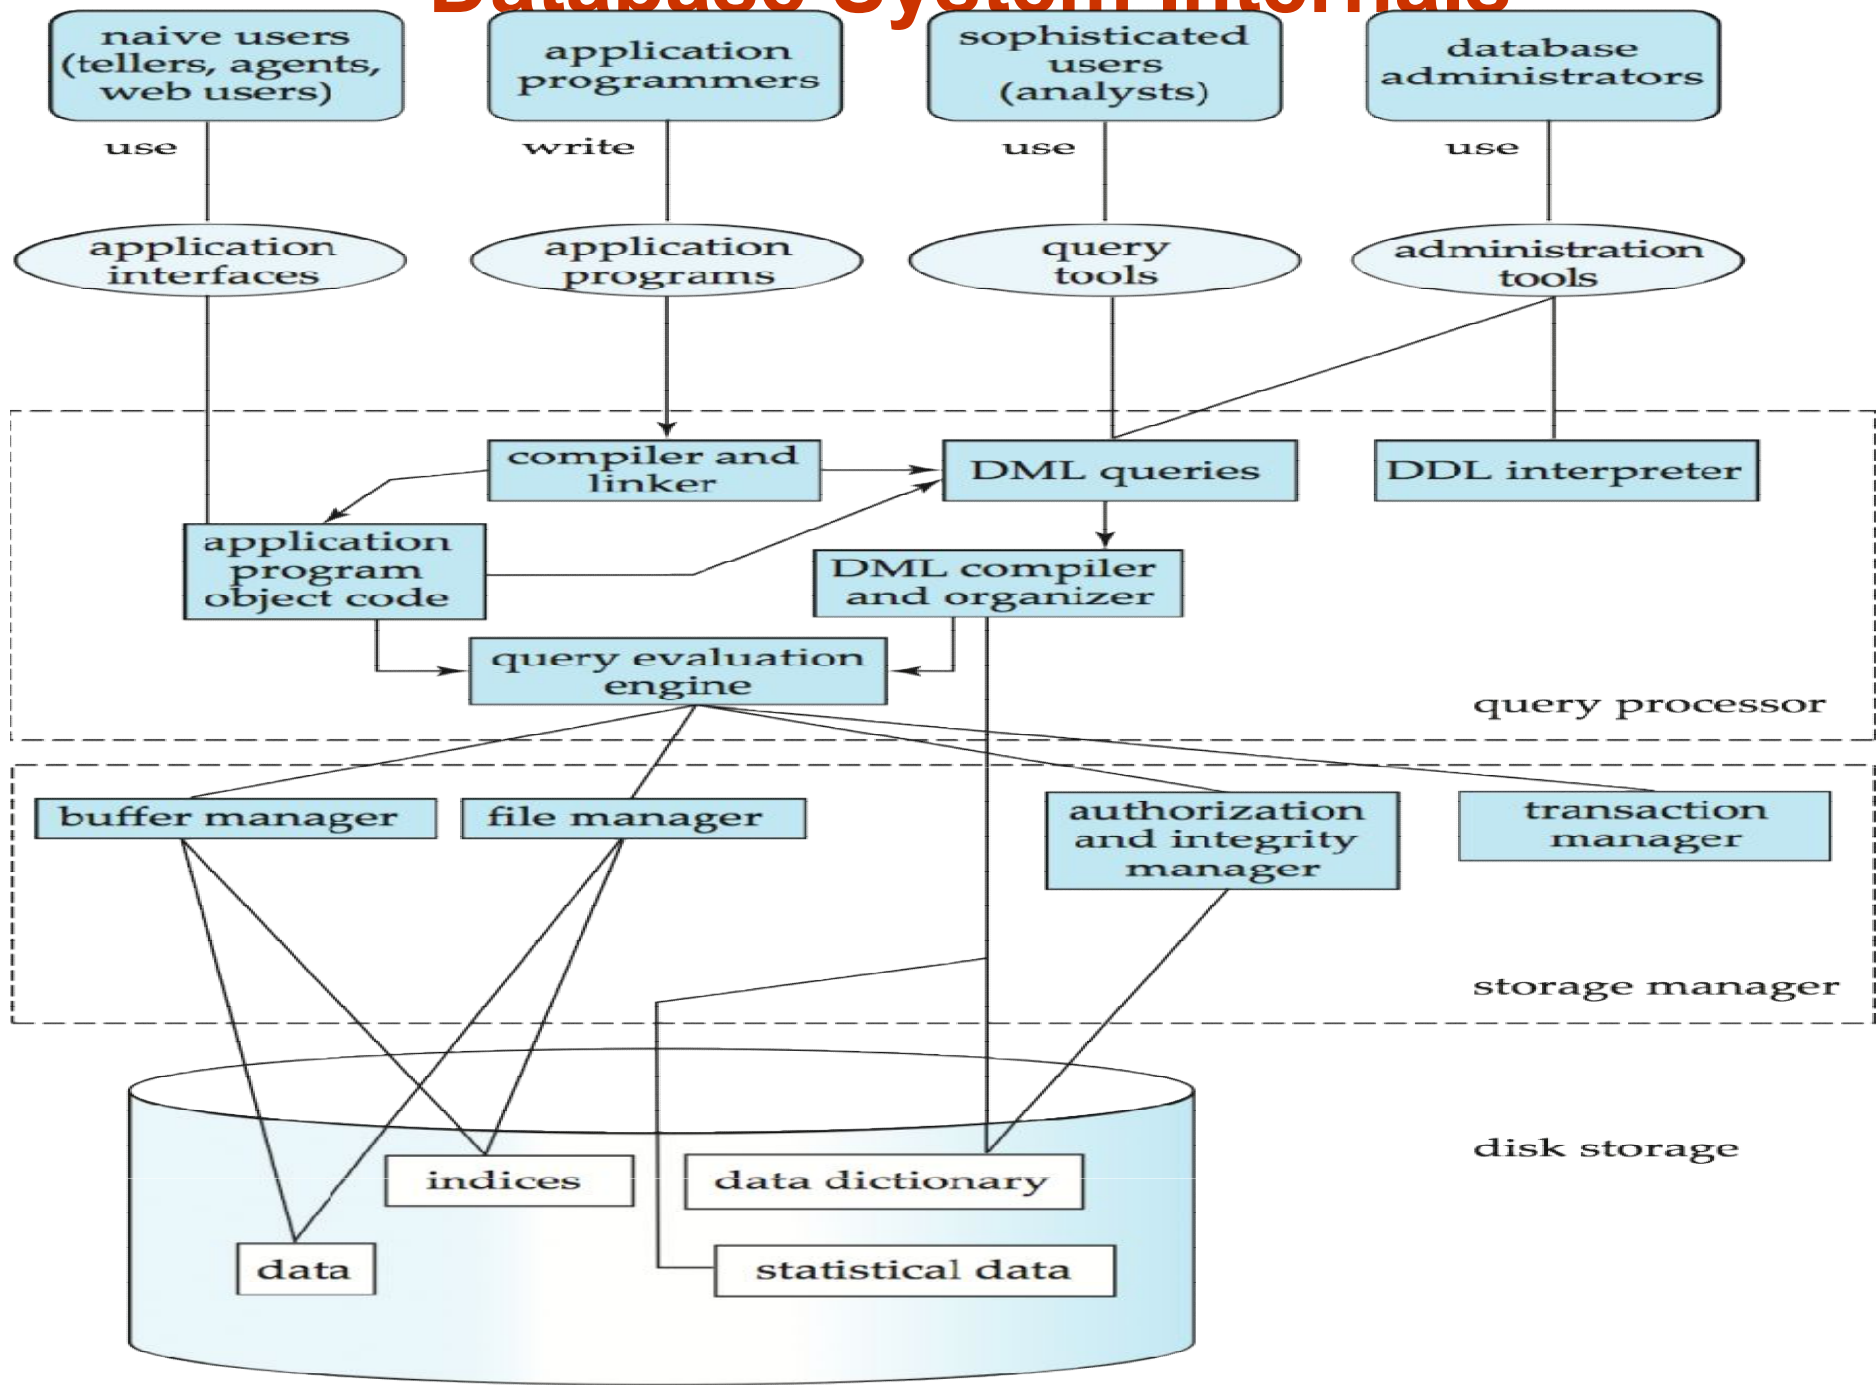 Database System Internals
naive users
(tellers, agents,
web users)
application
programmers
sophisticated
users
(analysts)
database
administrators
use
write
use
use
application
interfaces
application
programs
query
tools
administration
tools
compiler and
linker
DML queries
DDL interpreter
application
program
object code
DML compiler
and organizer
query evaluation
engine
query processor
buffer manager
file manager
authorization
and integrity
manager
transaction
manager
storage manager
disk storage
indices
data dictionary
data
statistical data